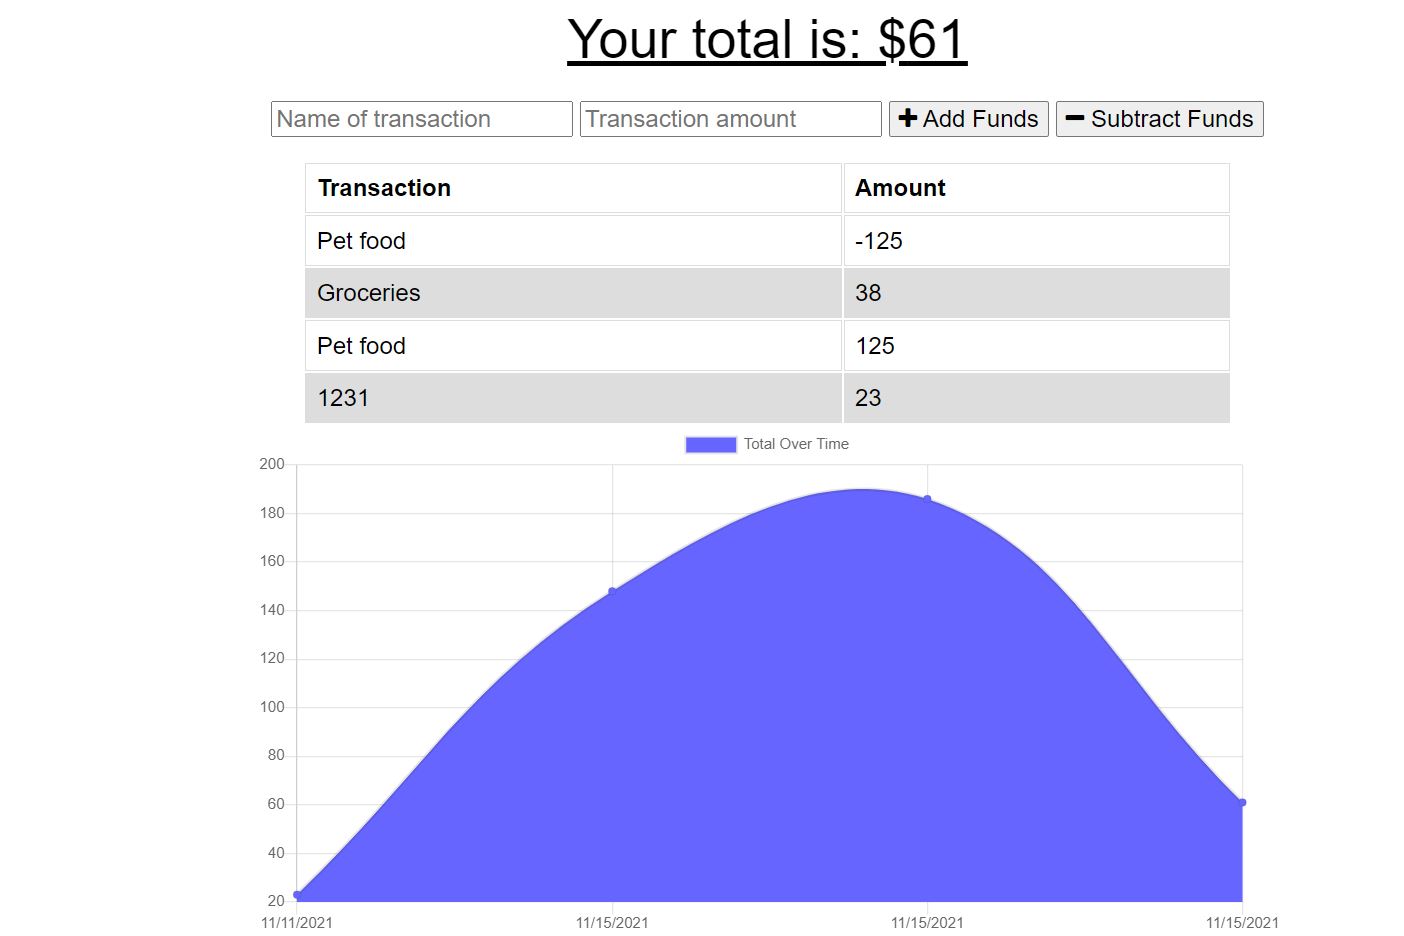 Your total is: $61
Name of transaction Transaction amount Add Funds Subtract Funds
Transaction Amount
Pet food -125
Groceries 38
Pet food 125
1231 23
Total Over Time
200
180
160
140
120
100
80
60
40
20
11/11/2021 11/15/2021 11/15/2021 11/15/2021